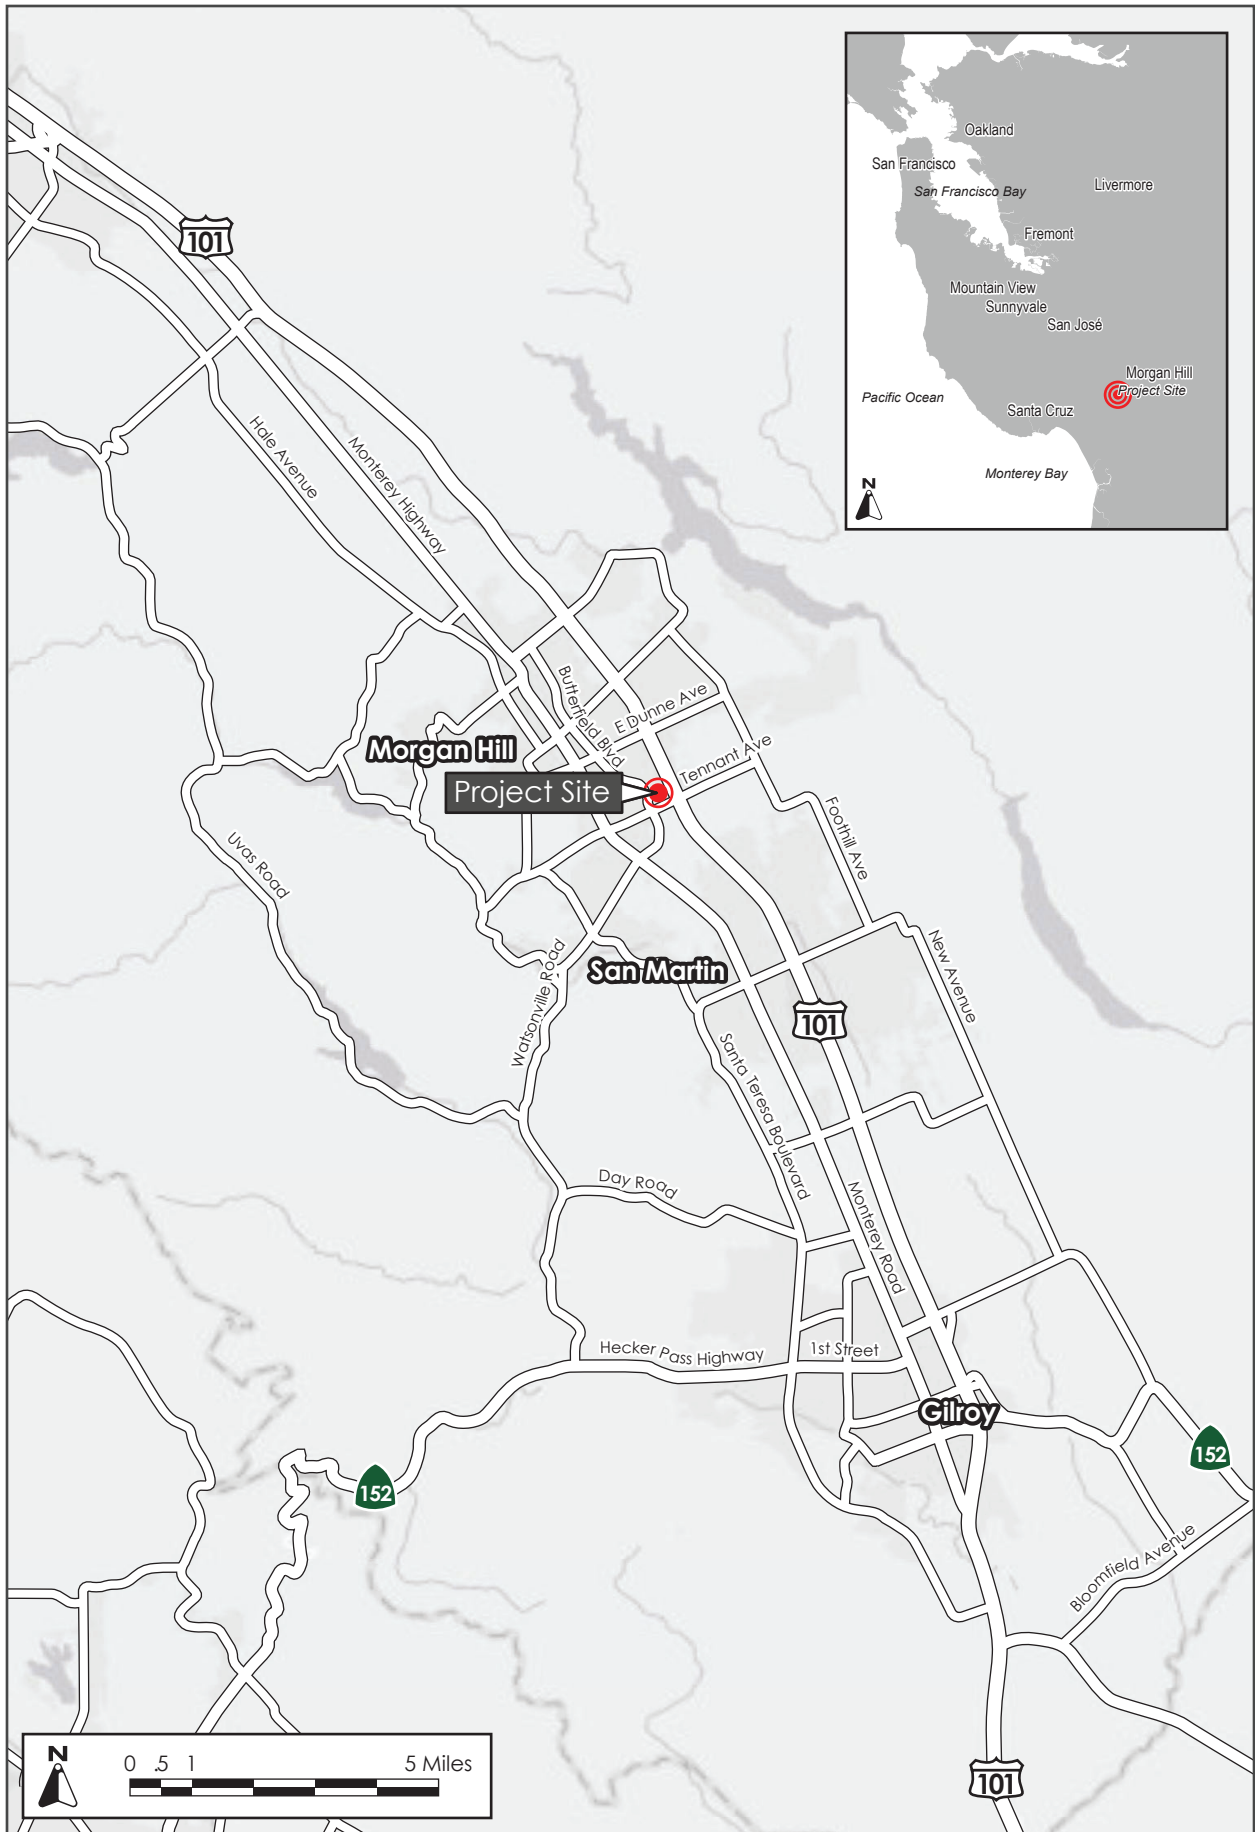 Oakland
San Francisco
Livermore
San Francisco Bay
Fremont
Mountain View
Sunnyvale
San José
Morgan Hill
Project Site
Pacific Ocean
Santa Cruz
Monterey Bay
N
101
Hale Avenue
Monterey Highway
Butterfield Blvd
E Dunne Ave
Morgan Hill
Tennant Ave
Project Site
Foothill Ave
Uvas Road
New Avenue
Watsonville Road
San Martin
101
Santa Teresa Boulevard
Day Road
Monterey Road
Hecker Pass Highway
1st Street
Gilroy
152
152
Bloomfield Avenue
N
0 .5 1 5 Miles
101